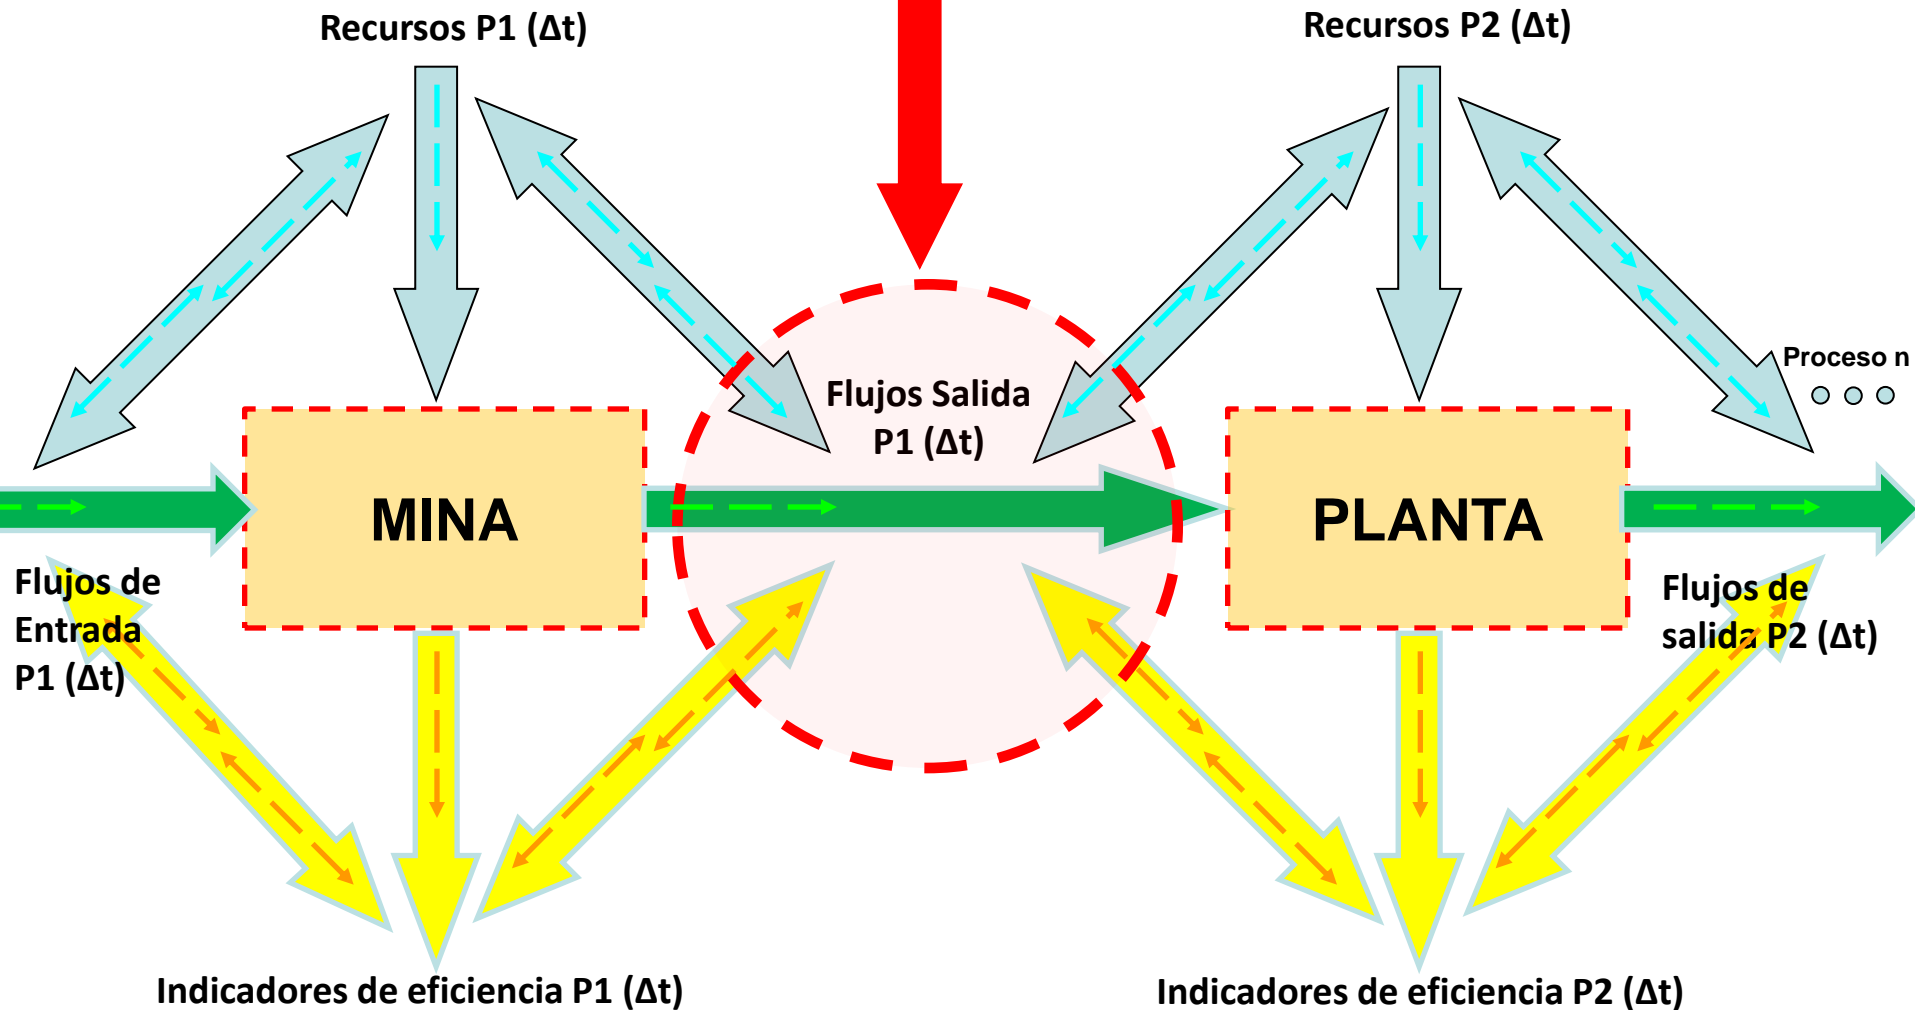 Recursos P1 (Δt)
Recursos P2 (Δt)
Proceso n
Flujos Salida
P1 (Δt)
MINA
PLANTA
Flujos de
Entrada
P1 (Δt)
Flujos de
salida P2 (Δt)
Indicadores de eficiencia P1 (Δt)
Indicadores de eficiencia P2 (Δt)